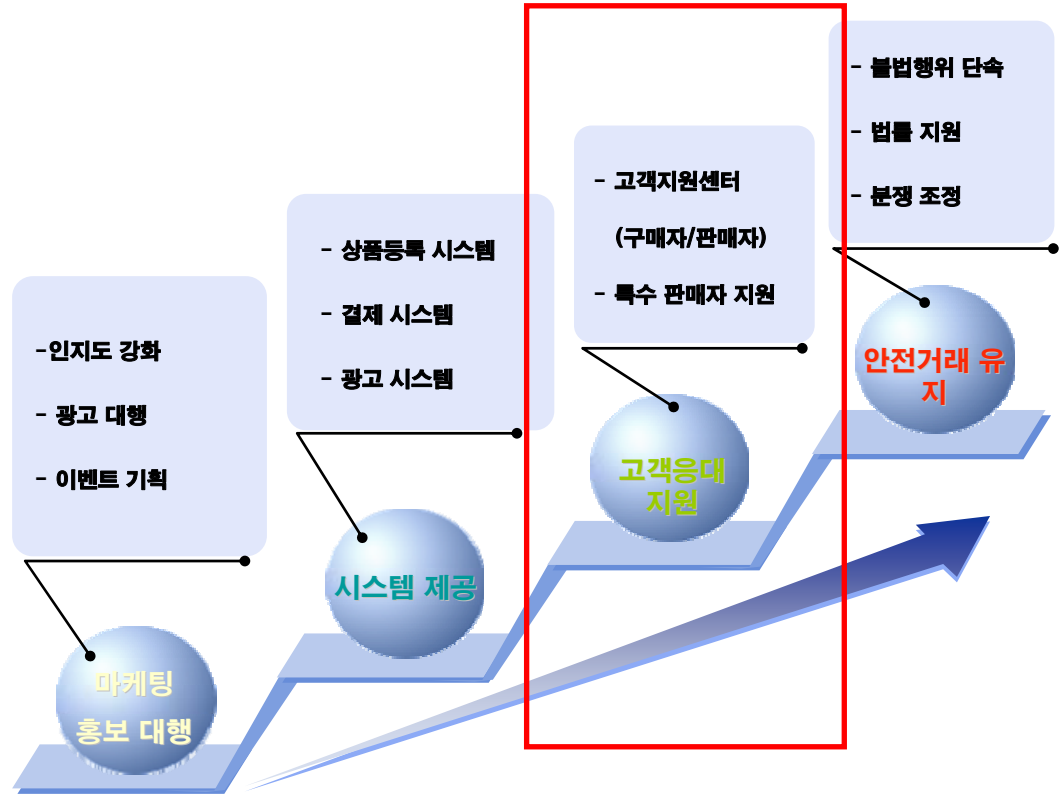 -인지도 강화
- 광고 대행
- 이벤트 기획
마케팅
홍보 대행
- 상품등록 시스템
- 결제 시스템
- 광고 시스템
시스템 제공
- 고객지원센터
(구매자/판매자)
- 특수 판매자 지원
고객응대
지원
- 불법행위 단속
- 법률 지원
- 분쟁 조정
안전거래 유
지